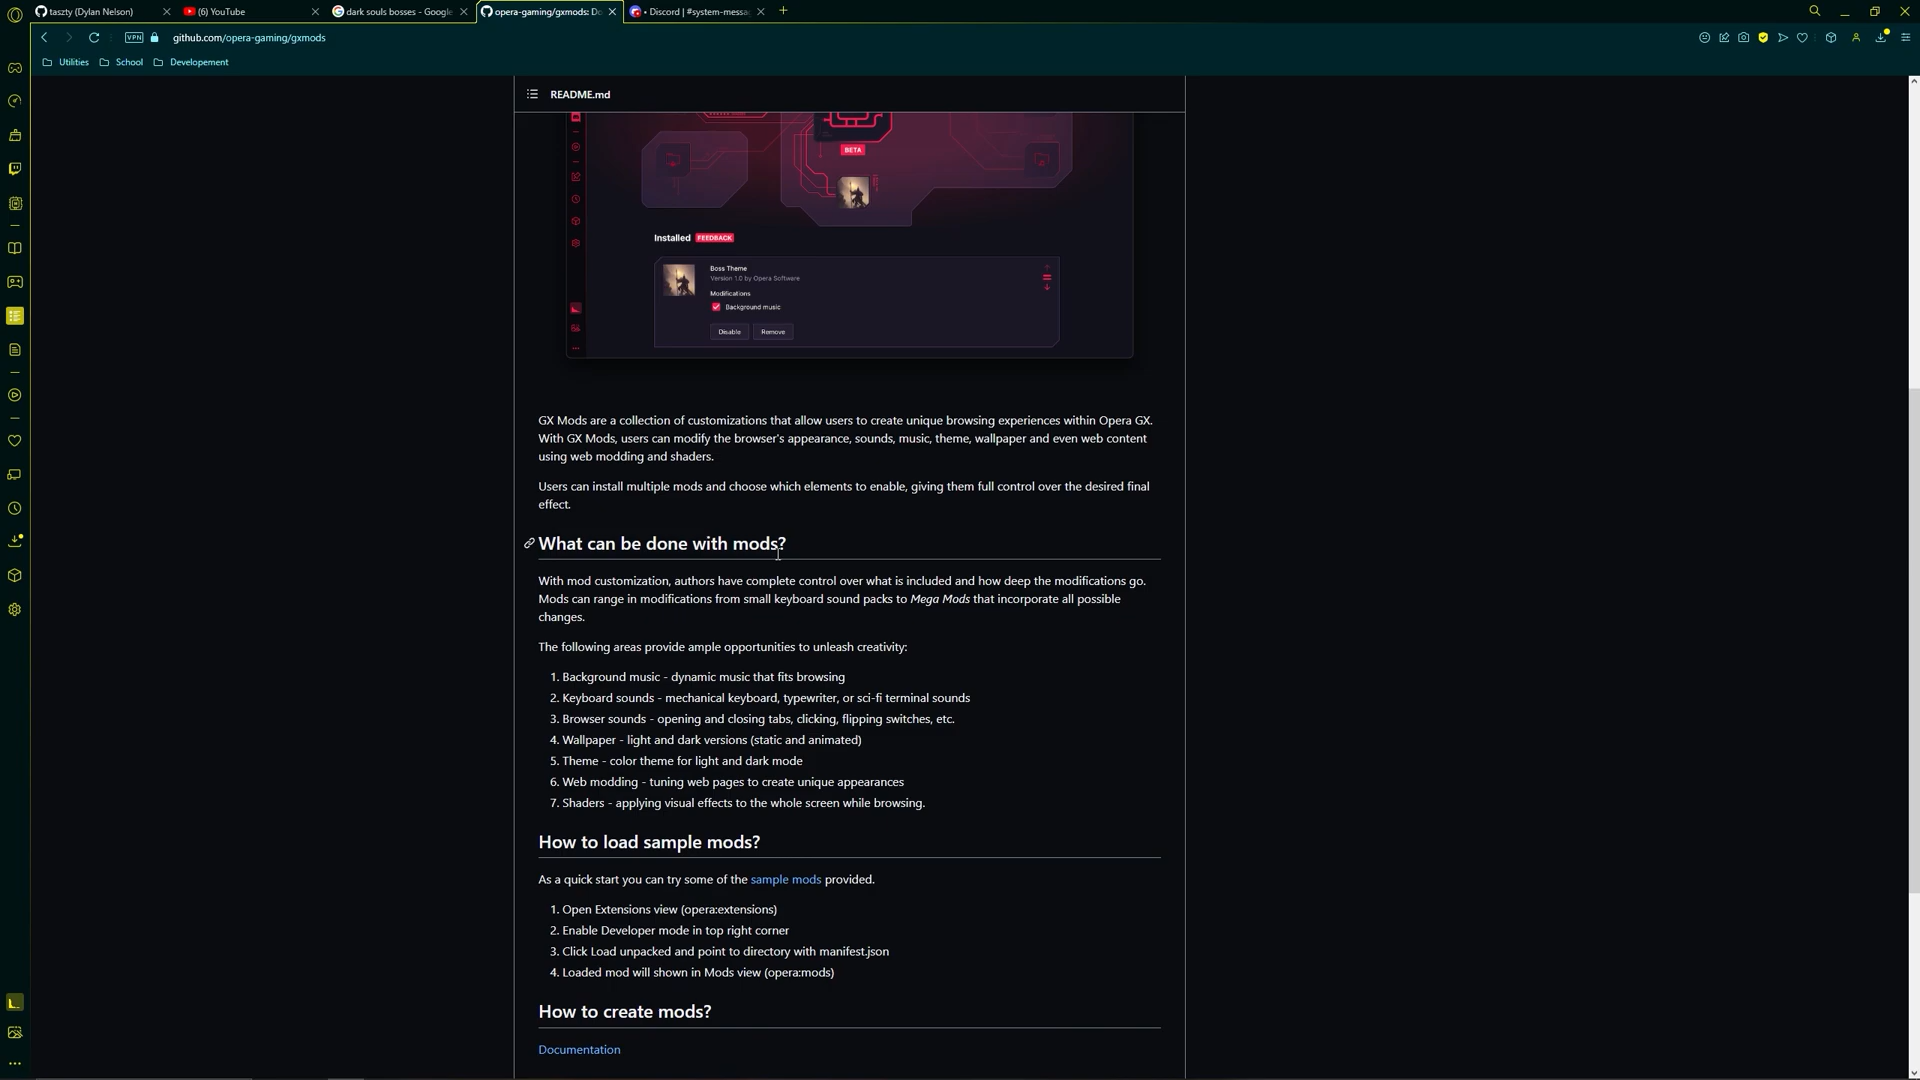 taszty (Dylan Nelson)
(6) YouTube
dark souls bosses - Google
opera-gaming/gxmods: Do
• Discord | #system-messa
VPN
github.com/opera-gaming/gxmods
Utilities
School
Developement
README.md
BETA
Installed FEEDBACK
Boss Theme
Version 1.0 by Opera Software
Modifications
Background music
Disable
Remove
GX Mods are a collection of customizations that allow users to create unique browsing experiences within Opera GX.
With GX Mods, users can modify the browser's appearance, sounds, music, theme, wallpaper and even web content
using web modding and shaders.
Users can install multiple mods and choose which elements to enable, giving them full control over the desired final
effect.
What can be done with mods?
With mod customization, authors have complete control over what is included and how deep the modifications go.
Mods can range in modifications from small keyboard sound packs to Mega Mods that incorporate all possible
changes.
The following areas provide ample opportunities to unleash creativity:
1. Background music - dynamic music that fits browsing
2. Keyboard sounds - mechanical keyboard, typewriter, or sci-fi terminal sounds
3. Browser sounds - opening and closing tabs, clicking, flipping switches, etc.
4. Wallpaper - light and dark versions (static and animated)
5. Theme - color theme for light and dark mode
6. Web modding - tuning web pages to create unique appearances
7. Shaders - applying visual effects to the whole screen while browsing.
How to load sample mods?
As a quick start you can try some of the sample mods provided.
1. Open Extensions view (opera:extensions)
2. Enable Developer mode in top right corner
3. Click Load unpacked and point to directory with manifest.json
4. Loaded mod will shown in Mods view (opera:mods)
How to create mods?
Documentation